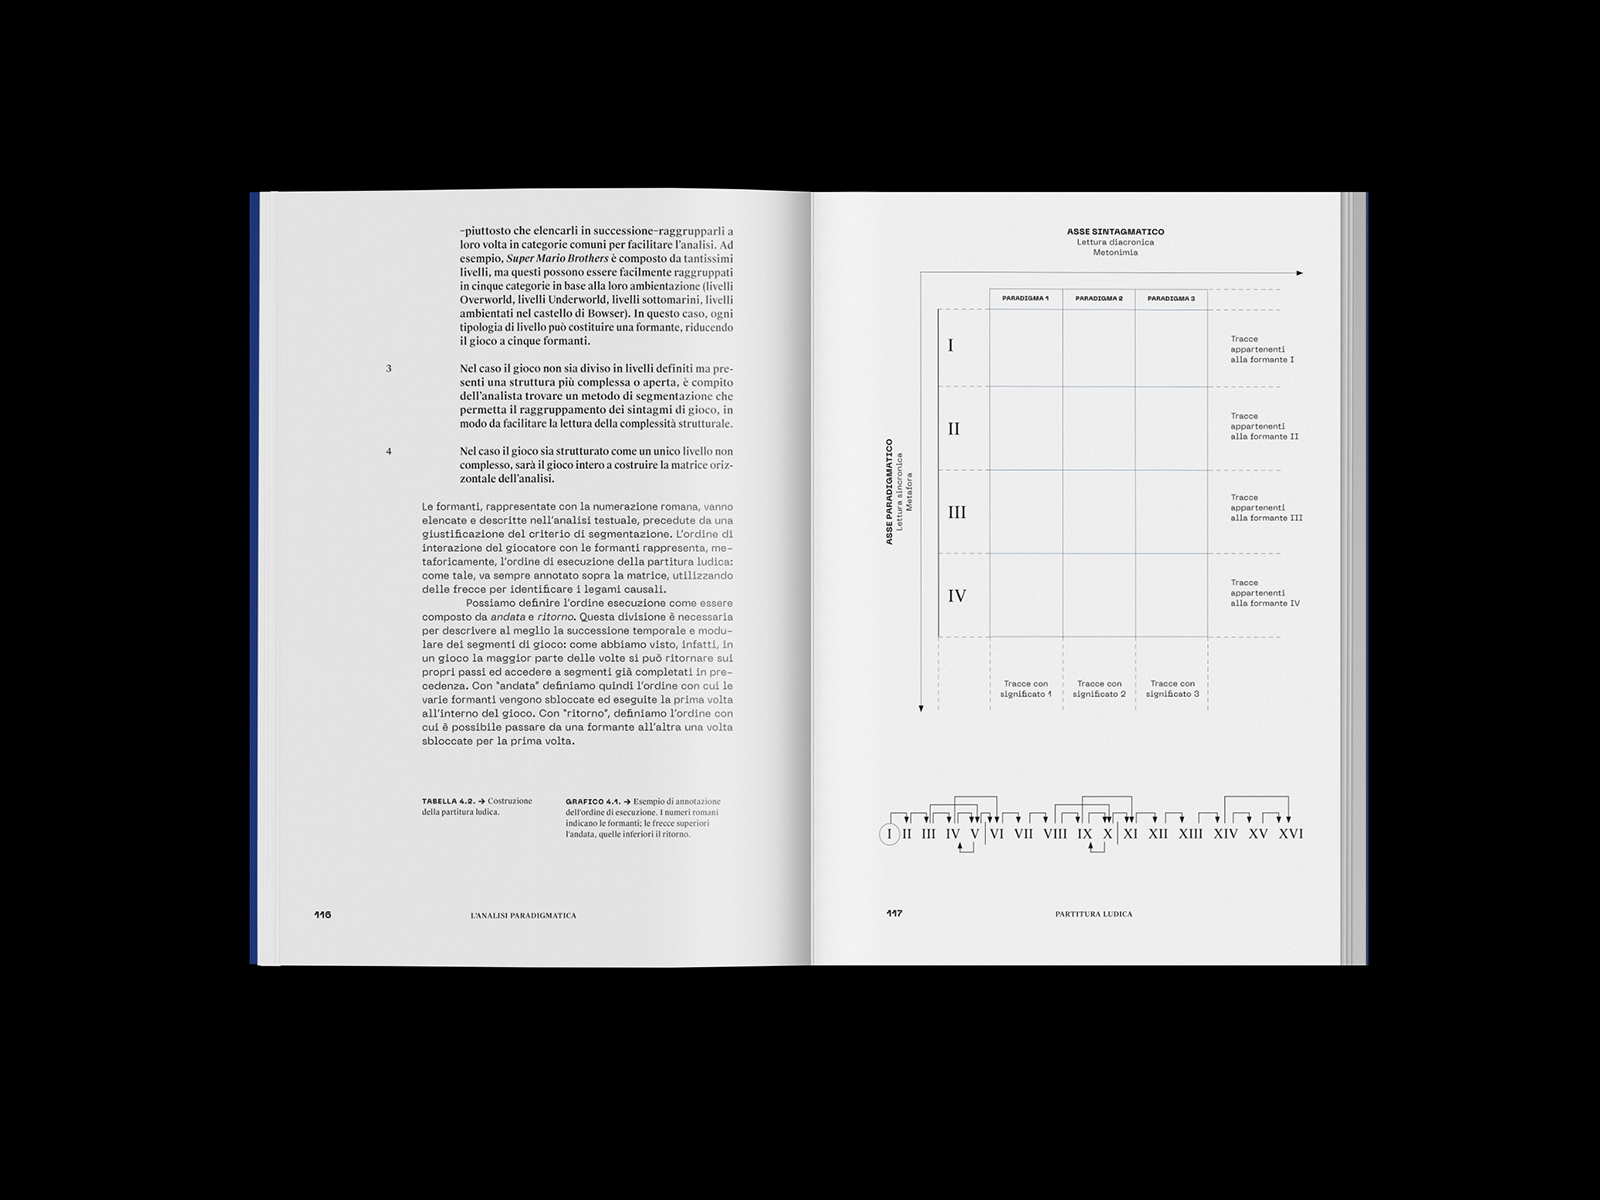 –piuttosto che elencarli in successione–raggrupparli a
loro volta in categorie comuni per facilitare l'analisi. Ad
esempio, Super Mario Brothers è composto da tantissimi
livelli, ma questi possono essere facilmente raggruppati
in cinque categorie in base alla loro ambientazione (livelli
Overworld, livelli Underworld, livelli sottomarini, livelli
ambientati nel castello di Bowser). In questo caso, ogni
tipologia di livello può costituire una formante, riducendo
il gioco a cinque formanti.
3 Nel caso il gioco non sia diviso in livelli definiti ma pre-
senti una struttura più complessa o aperta, è compito
dell'analista trovare un metodo di segmentazione che
permetta il raggruppamento dei sintagmi di gioco, in
modo da facilitare la lettura della complessità strutturale.
4 Nel caso il gioco sia strutturato come un unico livello non
complesso, sarà il gioco intero a costruire la matrice oriz-
zontale dell'analisi.
Le formanti, rappresentate con la numerazione romana, vanno
elencate e descritte nell'analisi testuale, precedute da una
giustificazione del criterio di segmentazione. L'ordine di
interazione del giocatore con le formanti rappresenta, me-
taforicamente, l'ordine di esecuzione della partitura ludica:
come tale, va sempre annotato sopra la matrice, utilizzando
delle frecce per identificare i legami causali.
Possiamo definire l'ordine esecuzione come essere
composto da andata e ritorno. Questa divisione è necessaria
per descrivere al meglio la successione temporale e modu-
lare dei segmenti di gioco: come abbiamo visto, infatti, in
un gioco la maggior parte delle volte si può ritornare sui
propri passi ed accedere a segmenti già completati in pre-
cedenza. Con "andata" definiamo quindi l'ordine con cui le
varie formanti vengono sbloccate ed eseguite la prima volta
all'interno del gioco. Con "ritorno", definiamo l'ordine con
cui è possibile passare da una formante all'altra una volta
sbloccate per la prima volta.
TABELLA 4.2. → Costruzione
della partitura ludica.
GRAFICO 4.1. → Esempio di annotazione
dell'ordine di esecuzione. I numeri romani
indicano le formanti; le frecce superiori
l'andata, quelle inferiori il ritorno.
116 L'ANALISI PARADIGMATICA
ASSE SINTAGMATICO
Lettura diacronica
Metonimia
ASSE PARADIGMATICO
Lettura sincronica
Metafora
PARADIGMA 1 PARADIGMA 2 PARADIGMA 3
I
Tracce
appartenenti
alla formante I
II
Tracce
appartenenti
alla formante II
III
Tracce
appartenenti
alla formante III
IV
Tracce
appartenenti
alla formante IV
Tracce con
significato 1
Tracce con
significato 2
Tracce con
significato 3
I II III IV V VI VII VIII IX X XI XII XIII XIV XV XVI
117 PARTITURA LUDICA